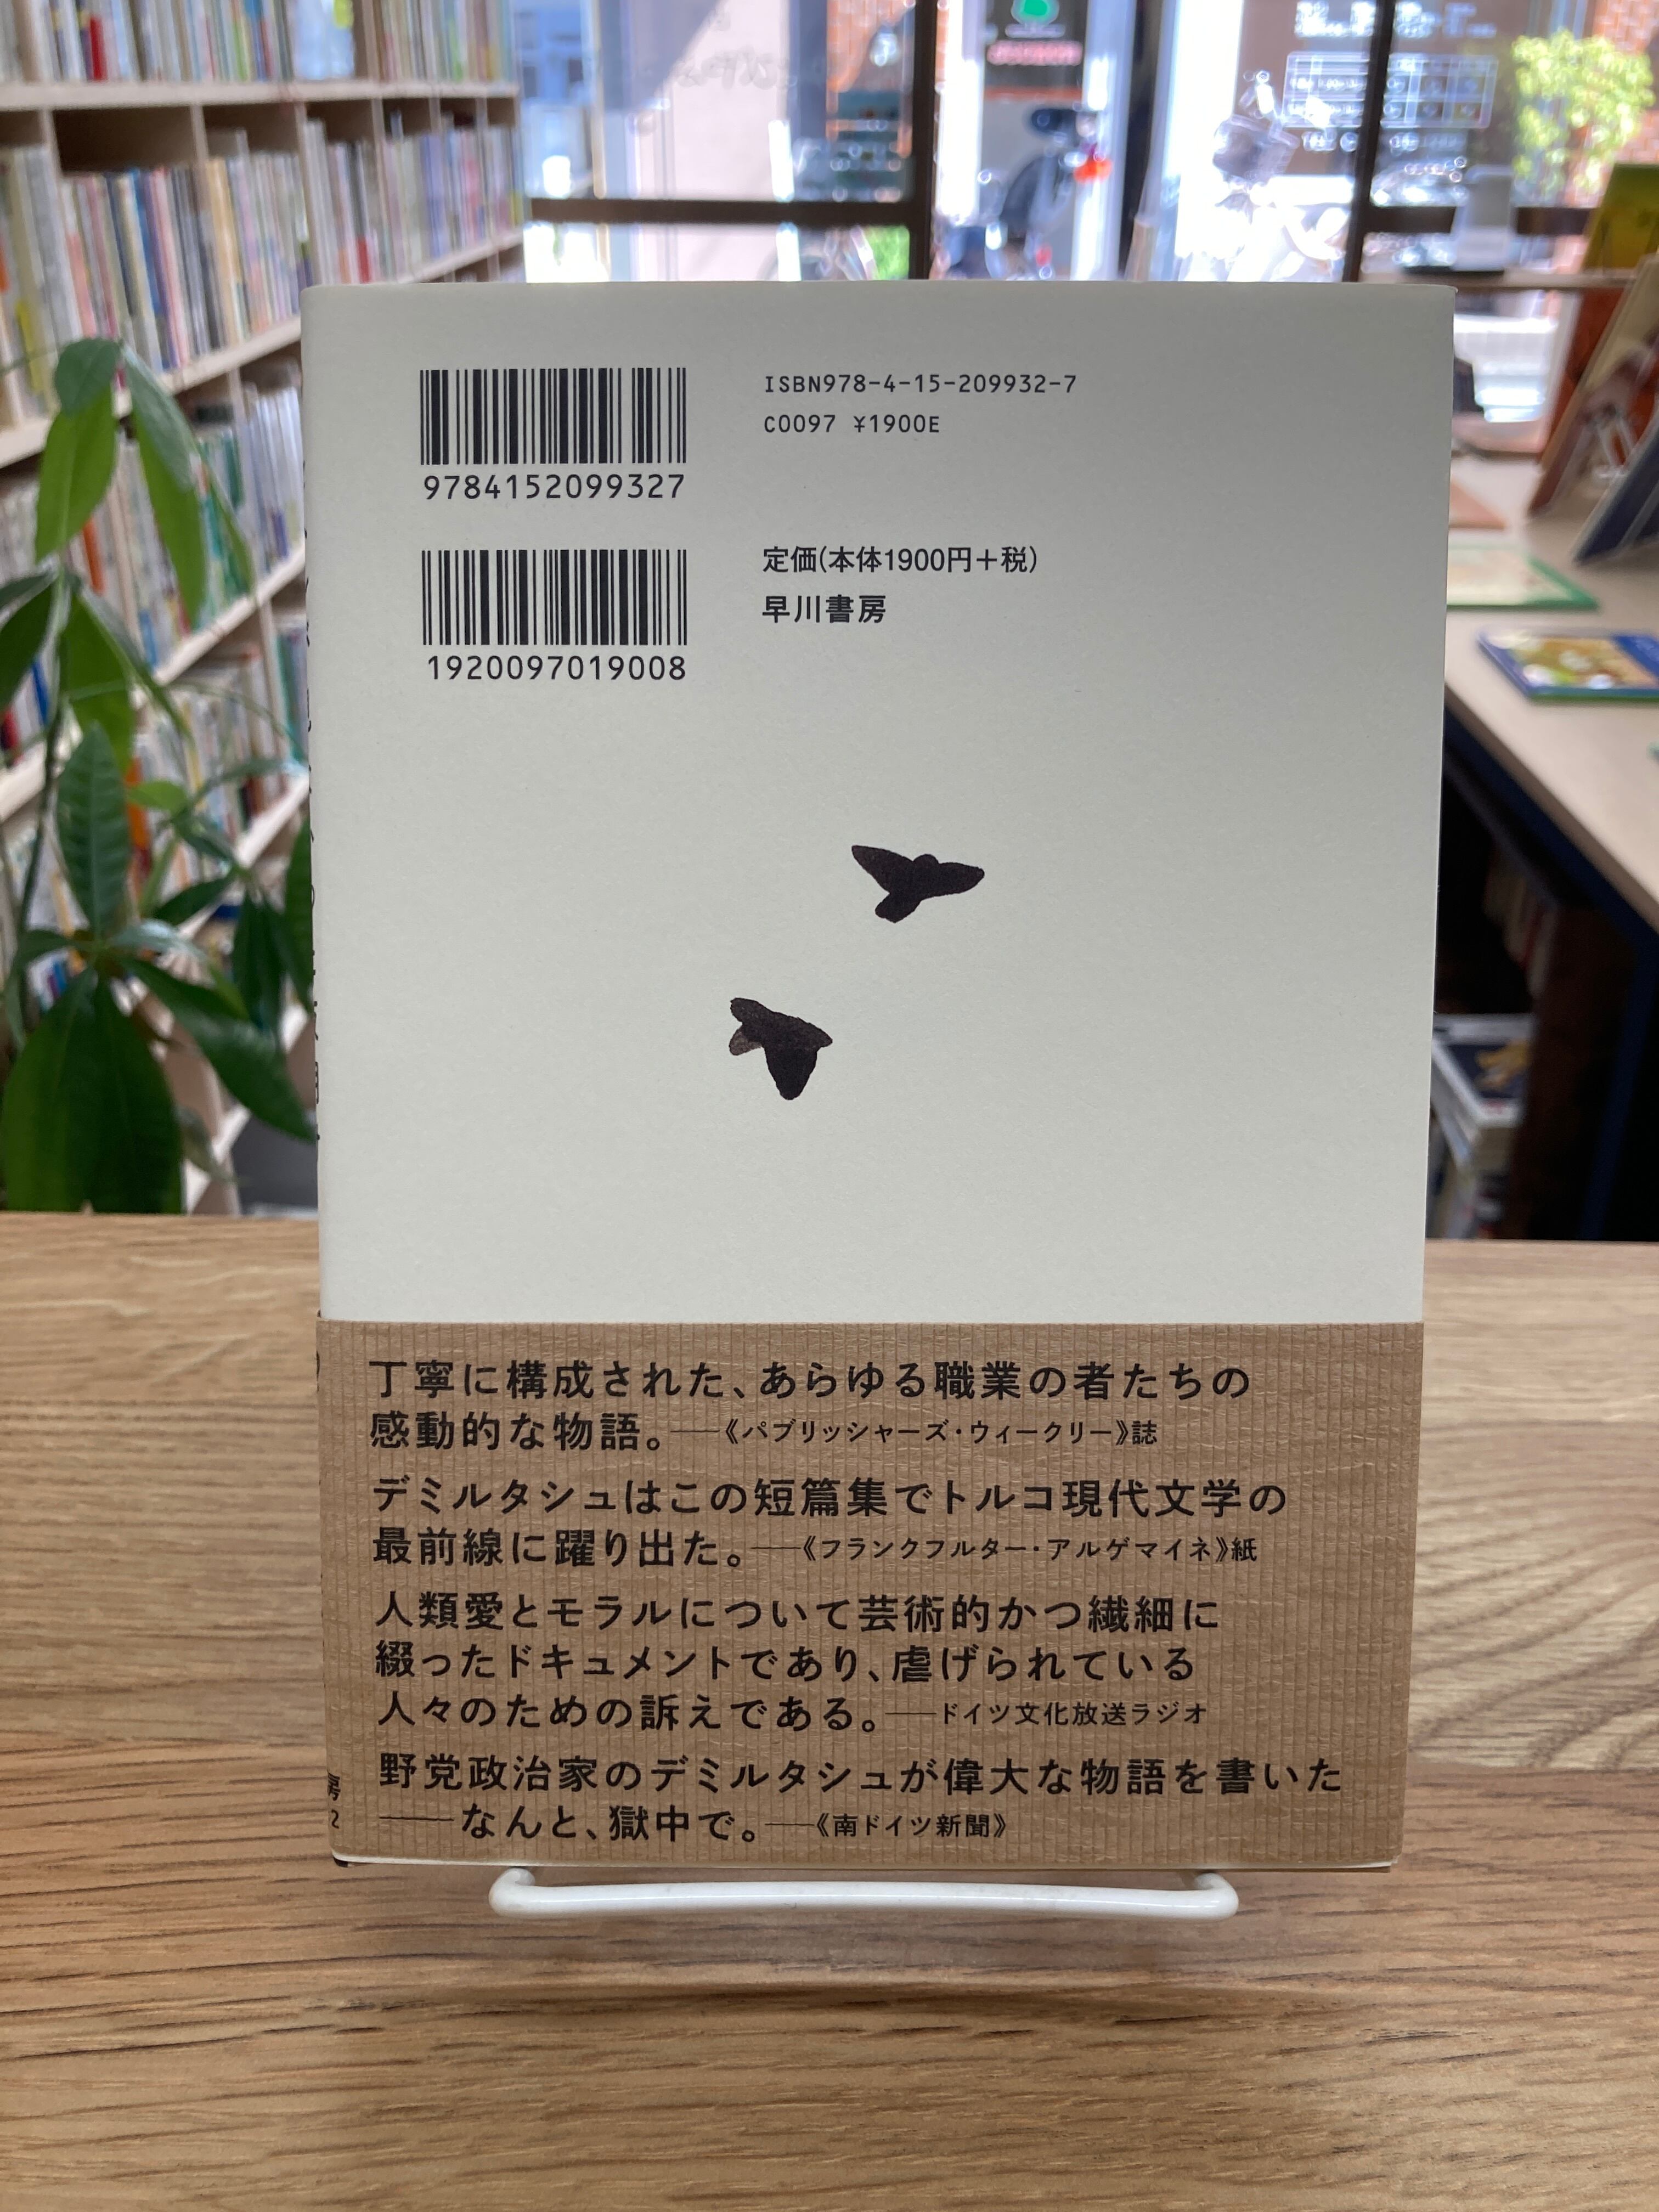 ISBN978-4-15-209932-7
C0097 ¥1900E
9784152099327
定価(本体1900円+税)
早川書房
1920097019008
丁寧に構成された、あらゆる職業の者たちの
感動的な物語。──《パブリッシャーズ・ウィークリー》誌
デミルタシュはこの短篇集でトルコ現代文学の
最前線に躍り出た。──《フランクフルター・アルゲマイネ》紙
人類愛とモラルについて芸術的かつ繊細に
綴ったドキュメントであり、虐げられている
人々のための訴えである。──ドイツ文化放送ラジオ
野党政治家のデミルタシュが偉大な物語を書いた
──なんと、獄中で。──《南ドイツ新聞》
房
2